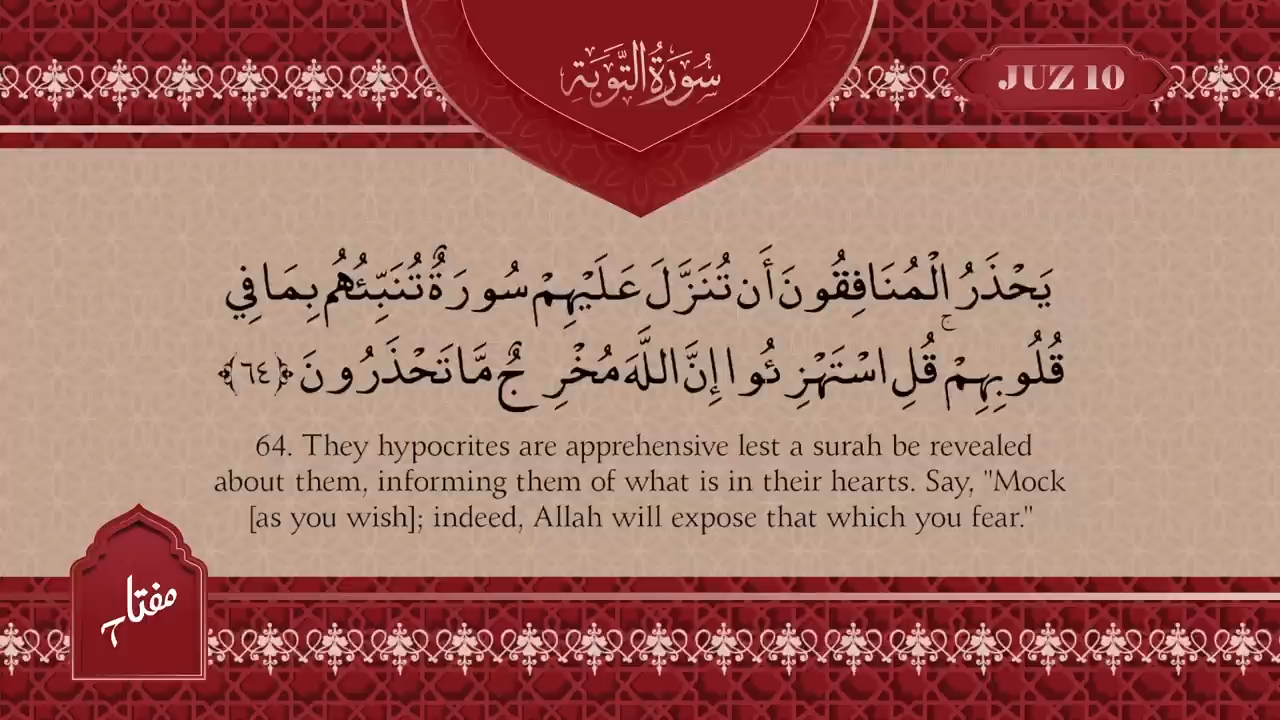 سُورَةُ التَّوْبَةِ
JUZ 10
يَحْذَرُ الْمُنَافِقُونَ أَن تُنَزَّلَ عَلَيْهِمْ سُورَةٌ تُنَبِّئُهُم بِمَا فِي
قُلُوبِهِمْ ۚ قُلِ اسْتَهْزِئُوا إِنَّ اللَّهَ مُخْرِجٌ مَّا تَحْذَرُونَ ﴿٦٤﴾
64. They hypocrites are apprehensive lest a surah be revealed
about them, informing them of what is in their hearts. Say, "Mock
[as you wish]; indeed, Allah will expose that which you fear."
مفتاح